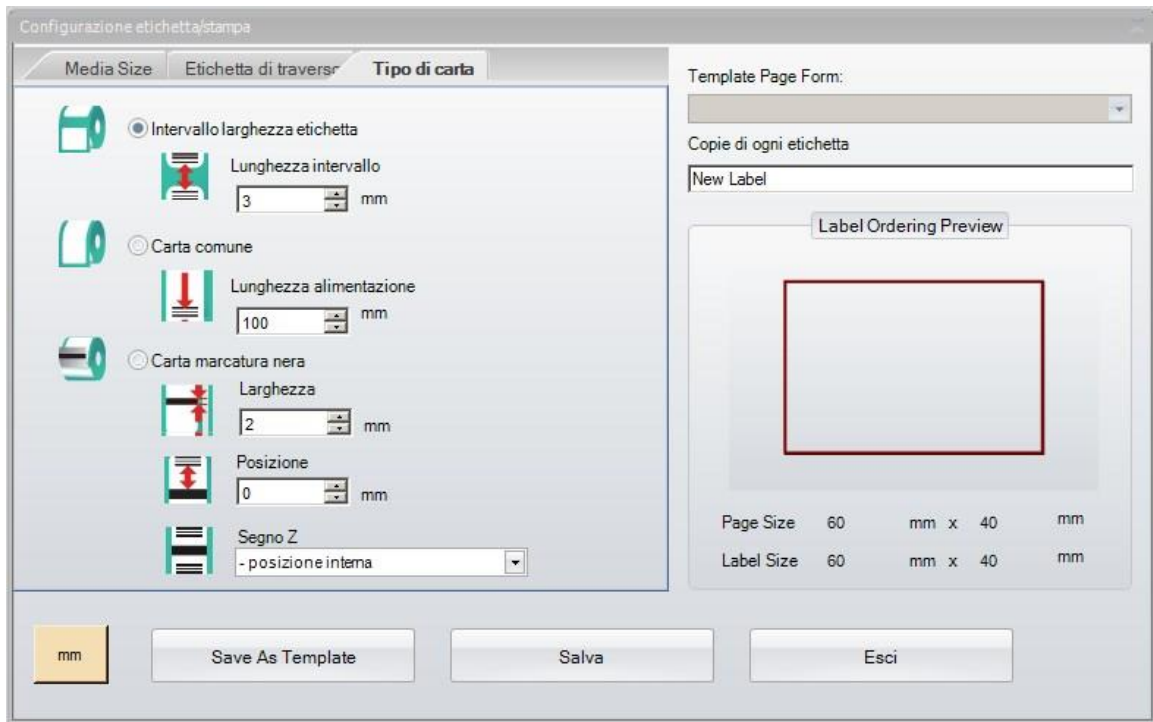 Configurazione etichetta/stampa
Media Size
Etichetta di traverso
Tipo di carta
Intervallo larghezza etichetta
Lunghezza intervallo
3 mm
Carta comune
Lunghezza alimentazione
100 mm
Carta marcatura nera
Larghezza
2 mm
Posizione
0 mm
Segno Z
- posizione interna
Template Page Form:
Copie di ogni etichetta
New Label
Label Ordering Preview
Page Size 60 mm x 40 mm
Label Size 60 mm x 40 mm
mm
Save As Template
Salva
Esci